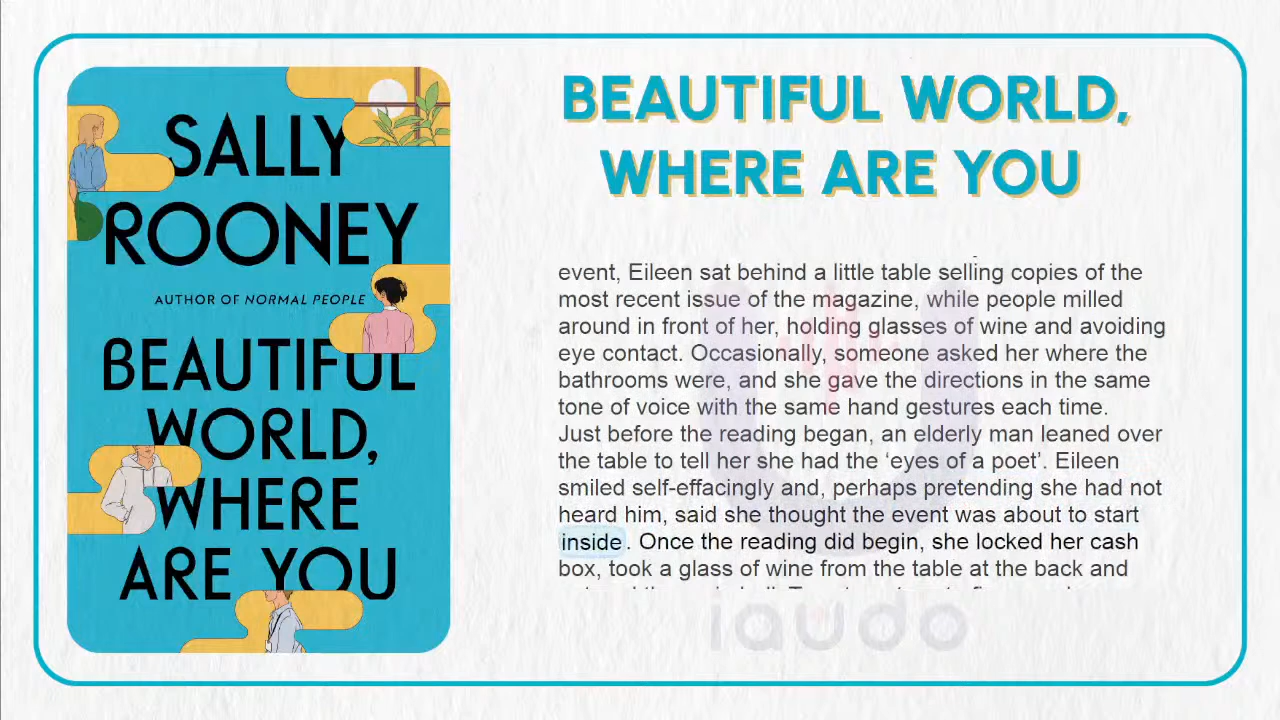 SALLY
ROONEY
AUTHOR OF NORMAL PEOPLE
BEAUTIFUL
WORLD,
WHERE
ARE YOU
BEAUTIFUL WORLD,
WHERE ARE YOU
event, Eileen sat behind a little table selling copies of the
most recent issue of the magazine, while people milled
around in front of her, holding glasses of wine and avoiding
eye contact. Occasionally, someone asked her where the
bathrooms were, and she gave the directions in the same
tone of voice with the same hand gestures each time.
Just before the reading began, an elderly man leaned over
the table to tell her she had the ‘eyes of a poet’. Eileen
smiled self-effacingly and, perhaps pretending she had not
heard him, said she thought the event was about to start
inside. Once the reading did begin, she locked her cash
box, took a glass of wine from the table at the back and
iaudo